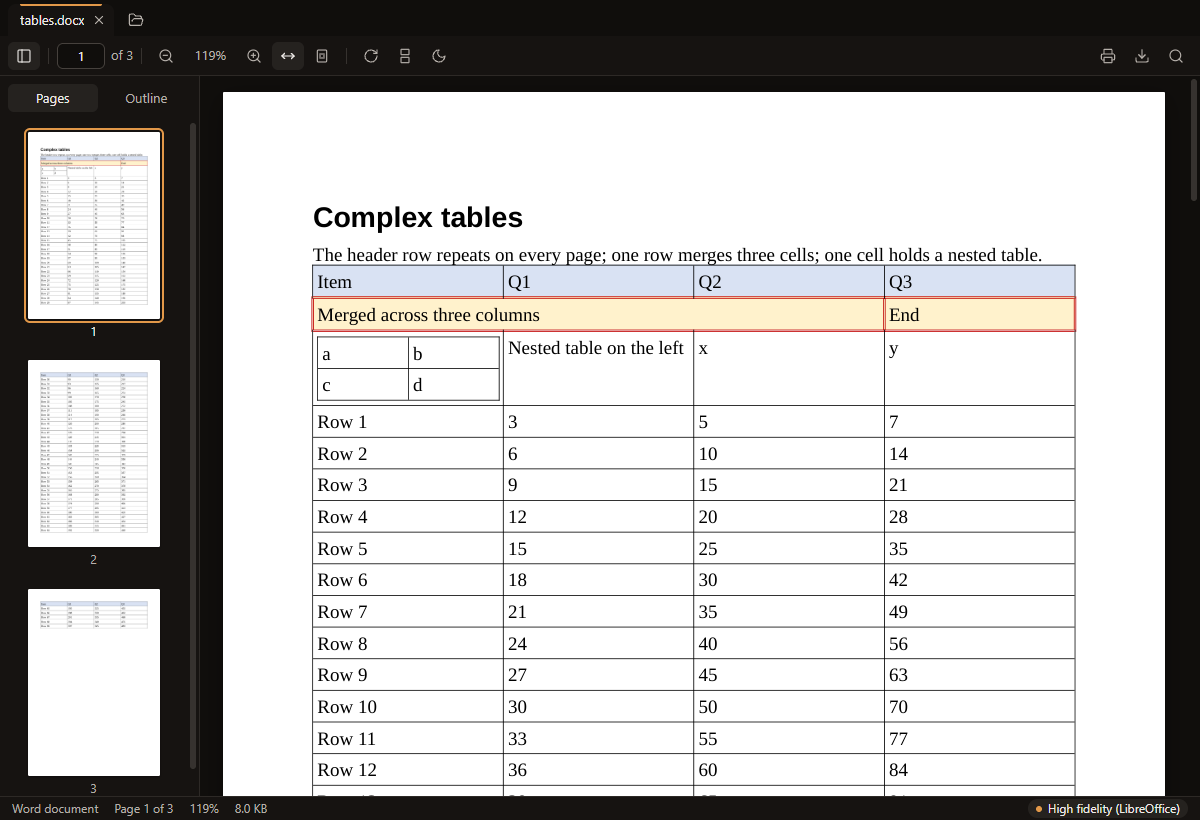 tables.docx
1 of 3 119%
Pages Outline
1
2
3
Complex tables
The header row repeats on every page; one row merges three cells; one cell holds a nested table.
Item Q1 Q2 Q3
Merged across three columns End
a b Nested table on the left x y
c d
Row 1 3 5 7
Row 2 6 10 14
Row 3 9 15 21
Row 4 12 20 28
Row 5 15 25 35
Row 6 18 30 42
Row 7 21 35 49
Row 8 24 40 56
Row 9 27 45 63
Row 10 30 50 70
Row 11 33 55 77
Row 12 36 60 84
Word document Page 1 of 3 119% 8.0 KB High fidelity (LibreOffice)